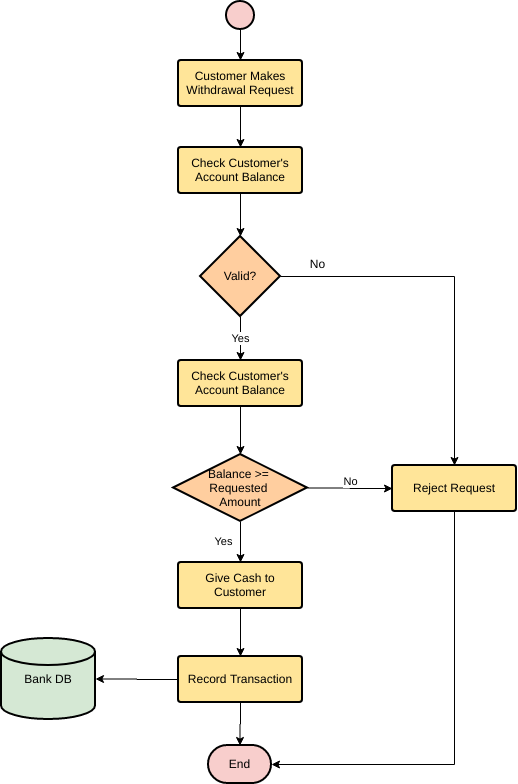 Customer Makes
Withdrawal Request
Check Customer's
Account Balance
Valid?
No
Yes
Check Customer's
Account Balance
Balance >=
Requested
Amount
No
Reject Request
Yes
Give Cash to
Customer
Bank DB
Record Transaction
End